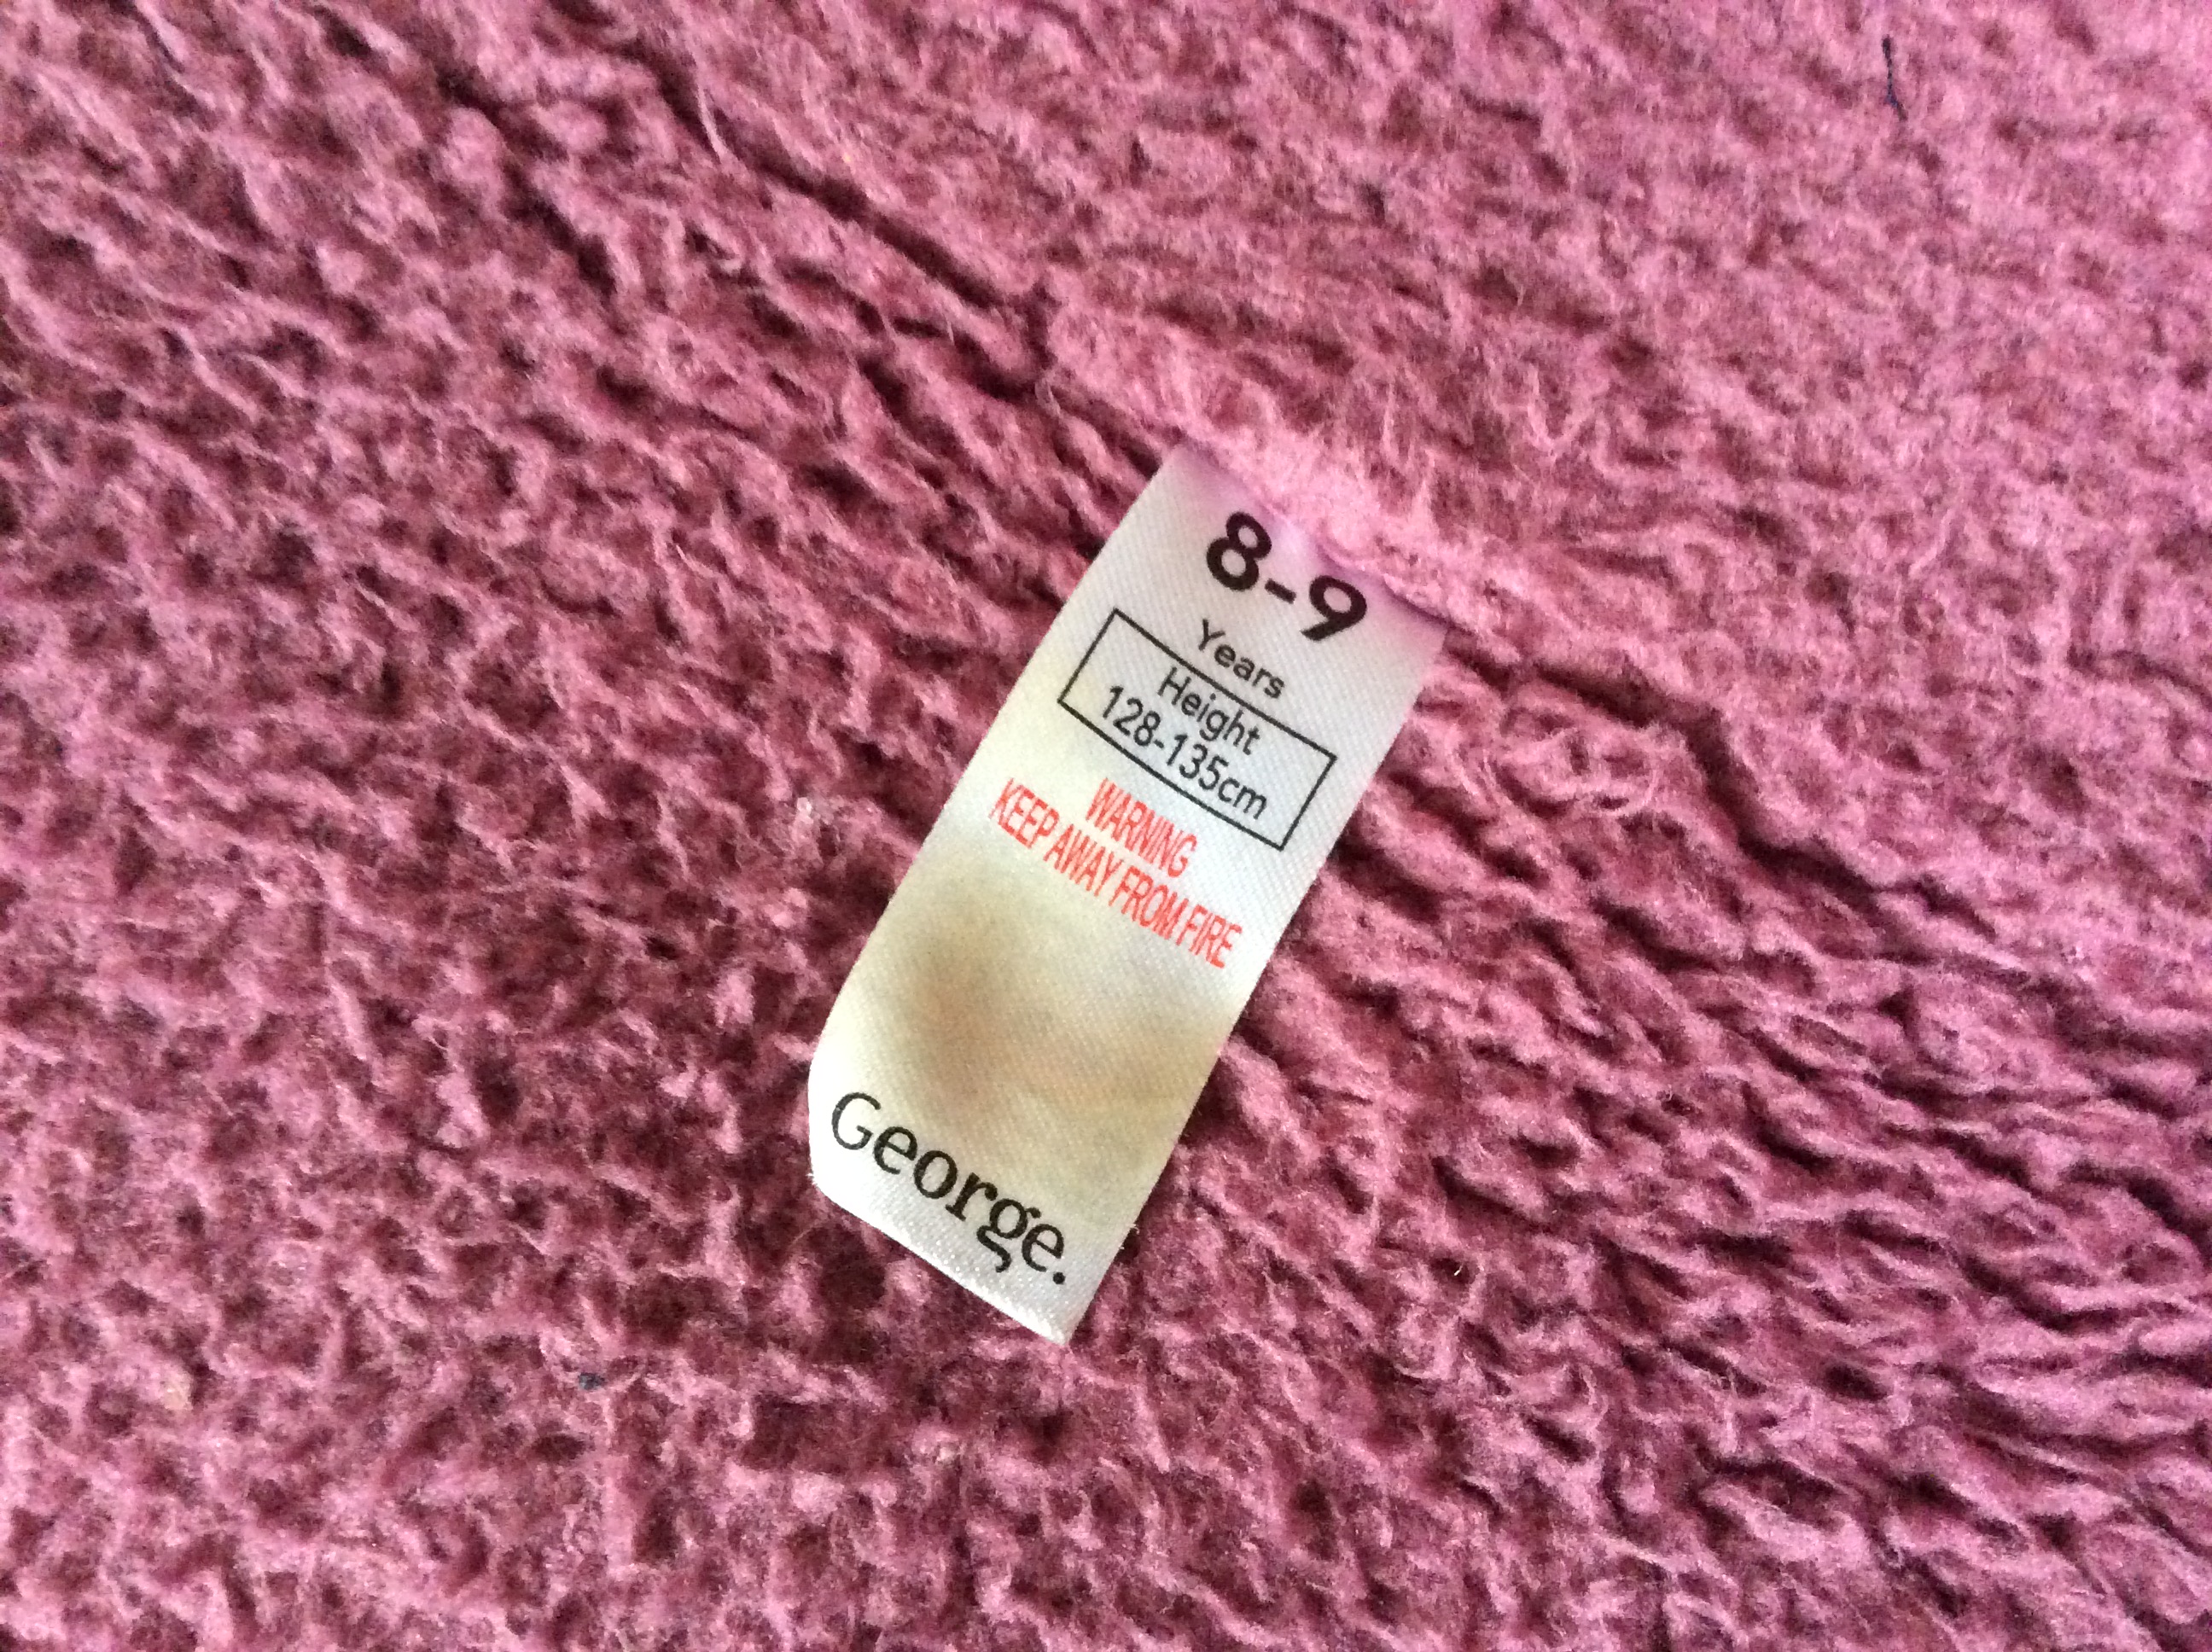 8-9
Years
Height
128-135cm
WARNING
KEEP AWAY FROM FIRE
George.